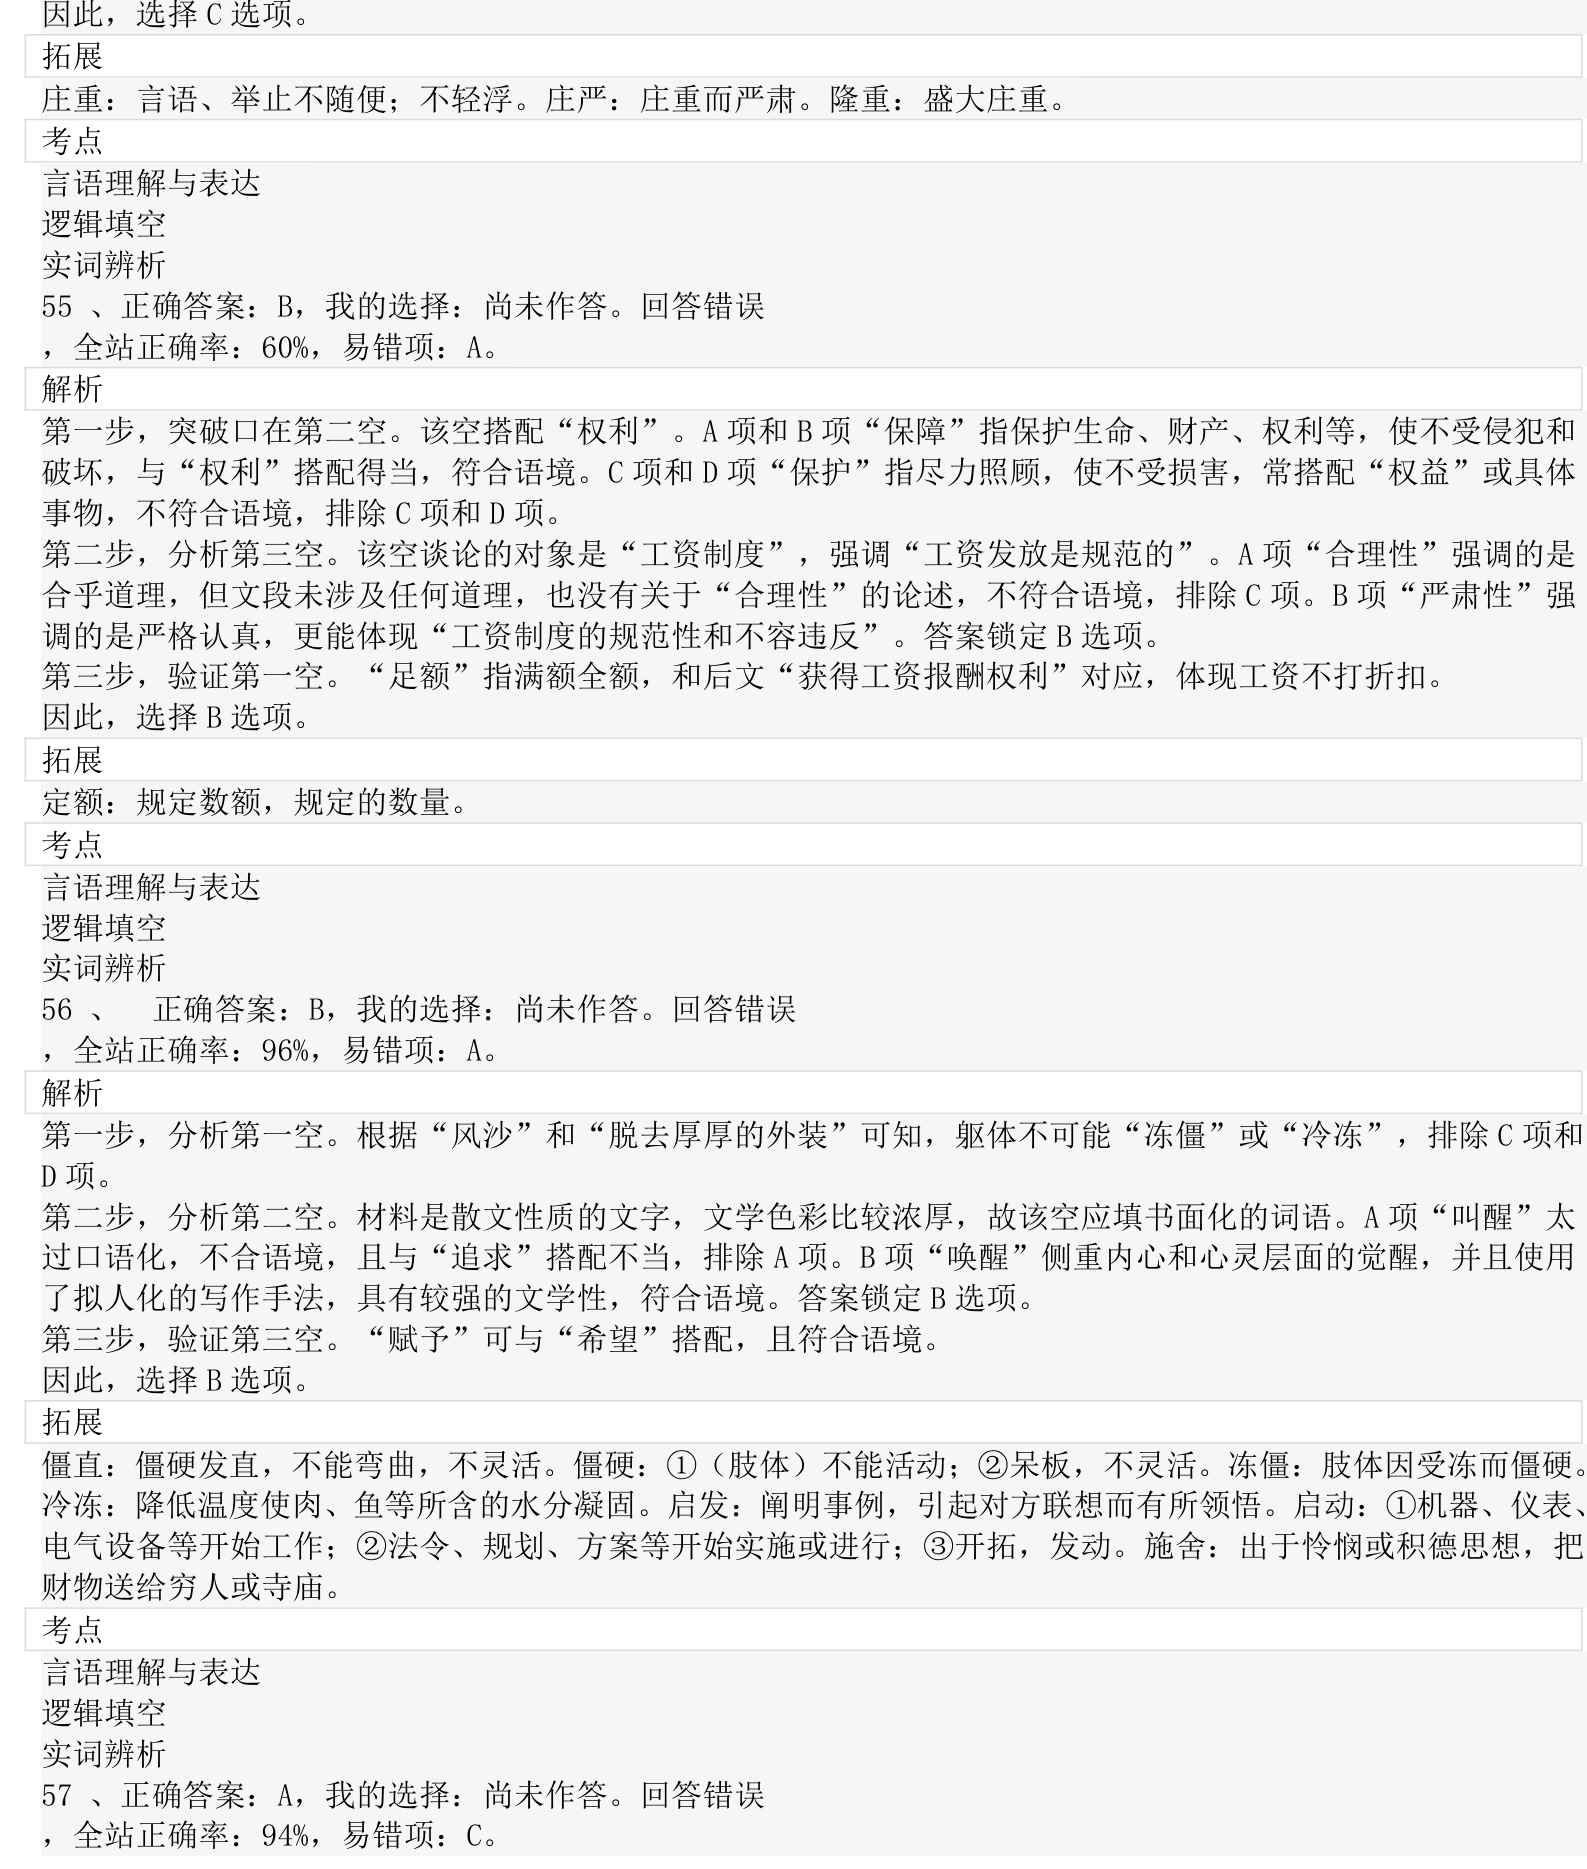 因此，选择 C 选项。
拓展
庄重：言语、举止不随便；不轻浮。庄严：庄重而严肃。隆重：盛大庄重。
考点
言语理解与表达
逻辑填空
实词辨析
55 、正确答案：B，我的选择：尚未作答。回答错误
，全站正确率：60%，易错项：A。
解析
第一步，突破口在第二空。该空搭配“权利”。A 项和 B 项“保障”指保护生命、财产、权利等，使不受侵犯和
破坏，与“权利”搭配得当，符合语境。C 项和 D 项“保护”指尽力照顾，使不受损害，常搭配“权益”或具体
事物，不符合语境，排除 C 项和 D 项。
第二步，分析第三空。该空谈论的对象是“工资制度”，强调“工资发放是规范的”。A 项“合理性”强调的是
合乎道理，但文段未涉及任何道理，也没有关于“合理性”的论述，不符合语境，排除 C 项。B 项“严肃性”强
调的是严格认真，更能体现“工资制度的规范性和不容违反”。答案锁定 B 选项。
第三步，验证第一空。“足额”指满额全额，和后文“获得工资报酬权利”对应，体现工资不打折扣。
因此，选择 B 选项。
拓展
定额：规定数额，规定的数量。
考点
言语理解与表达
逻辑填空
实词辨析
56 、　正确答案：B，我的选择：尚未作答。回答错误
，全站正确率：96%，易错项：A。
解析
第一步，分析第一空。根据“风沙”和“脱去厚厚的外装”可知，躯体不可能“冻僵”或“冷冻”，排除 C 项和
D 项。
第二步，分析第二空。材料是散文性质的文字，文学色彩比较浓厚，故该空应填书面化的词语。A 项“叫醒”太
过口语化，不合语境，且与“追求”搭配不当，排除 A 项。B 项“唤醒”侧重内心和心灵层面的觉醒，并且使用
了拟人化的写作手法，具有较强的文学性，符合语境。答案锁定 B 选项。
第三步，验证第三空。“赋予”可与“希望”搭配，且符合语境。
因此，选择 B 选项。
拓展
僵直：僵硬发直，不能弯曲，不灵活。僵硬：①（肢体）不能活动；②呆板，不灵活。冻僵：肢体因受冻而僵硬。
冷冻：降低温度使肉、鱼等所含的水分凝固。启发：阐明事例，引起对方联想而有所领悟。启动：①机器、仪表、
电气设备等开始工作；②法令、规划、方案等开始实施或进行；③开拓，发动。施舍：出于怜悯或积德思想，把
财物送给穷人或寺庙。
考点
言语理解与表达
逻辑填空
实词辨析
57 、正确答案：A，我的选择：尚未作答。回答错误
，全站正确率：94%，易错项：C。